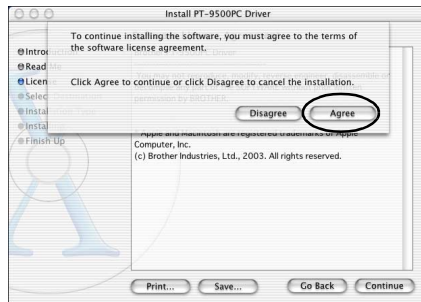 Install PT-9500PC Driver
To continue installing the software, you must agree to the terms of
the software license agreement.
Click Agree to continue or click Disagree to cancel the installation.
Disagree
Agree
Introd
Read Me
Licen
Selec
Instal
Instal
Finish Up
permission by BROTHER.
Apple and Macintosh are registered trademarks of Apple
Computer, Inc.
(c) Brother Industries, Ltd., 2003. All rights reserved.
Print...
Save...
Go Back
Continue